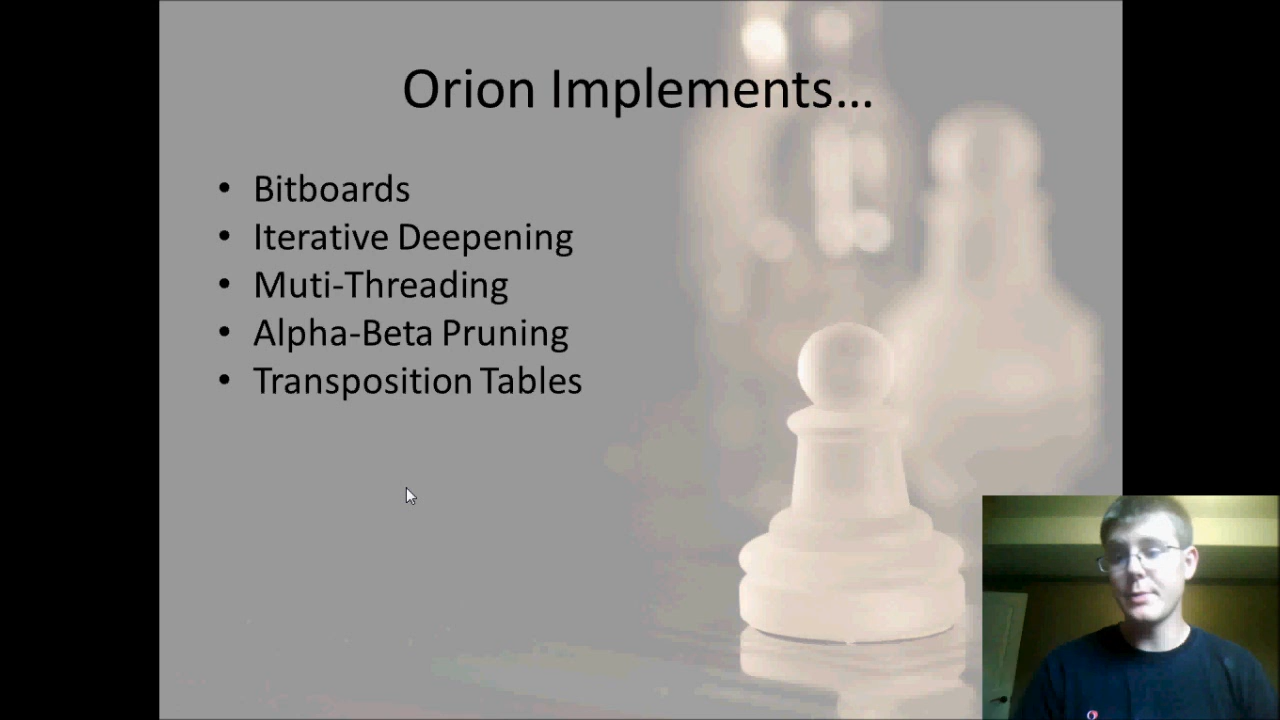 Orion Implements…
• Bitboards
• Iterative Deepening
• Muti-Threading
• Alpha-Beta Pruning
• Transposition Tables